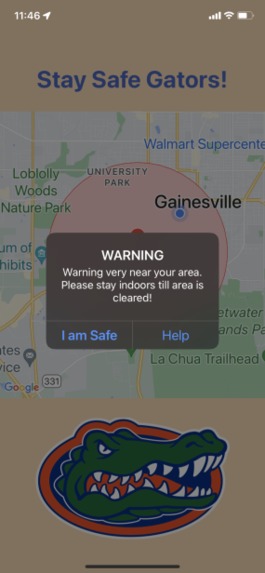 11:46
Stay Safe Gators!
Walmart Supercente
Loblolly
Woods
Nature Park
UNIVERSITY
PARK
Gainesville
um of
hibits
WARNING
Warning very near your area.
Please stay indoors till area is
cleared!
I am Safe
Help
etwater
ands Pa
ates
vice
La Chua Trailhead
Google
331